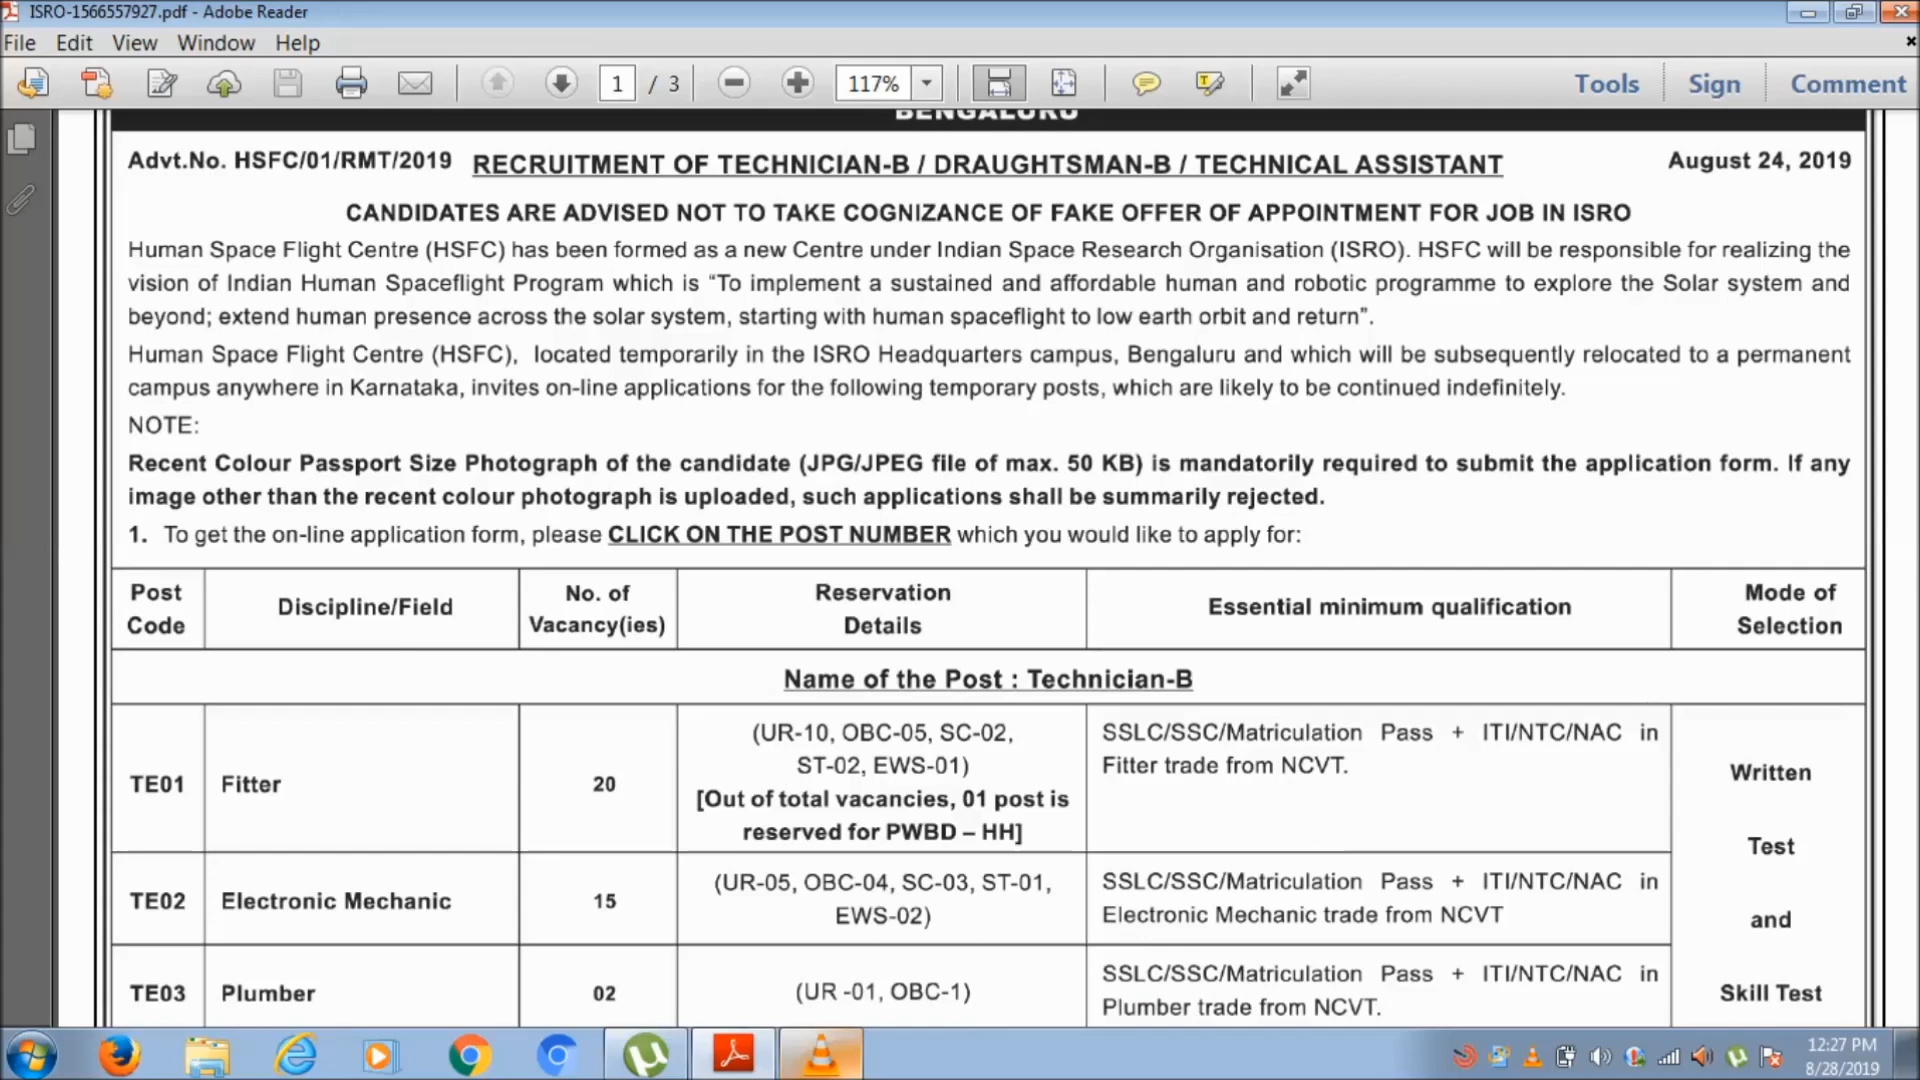 ISRO-1566557927.pdf - Adobe Reader
File Edit View Window Help
1 / 3 117% Tools Sign Comment
BENGALURU
Advt.No. HSFC/01/RMT/2019 RECRUITMENT OF TECHNICIAN-B / DRAUGHTSMAN-B / TECHNICAL ASSISTANT August 24, 2019
CANDIDATES ARE ADVISED NOT TO TAKE COGNIZANCE OF FAKE OFFER OF APPOINTMENT FOR JOB IN ISRO
Human Space Flight Centre (HSFC) has been formed as a new Centre under Indian Space Research Organisation (ISRO). HSFC will be responsible for realizing the
vision of Indian Human Spaceflight Program which is “To implement a sustained and affordable human and robotic programme to explore the Solar system and
beyond; extend human presence across the solar system, starting with human spaceflight to low earth orbit and return”.
Human Space Flight Centre (HSFC), located temporarily in the ISRO Headquarters campus, Bengaluru and which will be subsequently relocated to a permanent
campus anywhere in Karnataka, invites on-line applications for the following temporary posts, which are likely to be continued indefinitely.
NOTE:
Recent Colour Passport Size Photograph of the candidate (JPG/JPEG file of max. 50 KB) is mandatorily required to submit the application form. If any
image other than the recent colour photograph is uploaded, such applications shall be summarily rejected.
1. To get the on-line application form, please CLICK ON THE POST NUMBER which you would like to apply for:
Post
Code
Discipline/Field
No. of
Vacancy(ies)
Reservation
Details
Essential minimum qualification
Mode of
Selection
Name of the Post : Technician-B
TE01
Fitter
20
(UR-10, OBC-05, SC-02,
ST-02, EWS-01)
[Out of total vacancies, 01 post is
reserved for PWBD – HH]
SSLC/SSC/Matriculation Pass + ITI/NTC/NAC in
Fitter trade from NCVT.
TE02
Electronic Mechanic
15
(UR-05, OBC-04, SC-03, ST-01,
EWS-02)
SSLC/SSC/Matriculation Pass + ITI/NTC/NAC in
Electronic Mechanic trade from NCVT
TE03
Plumber
02
(UR -01, OBC-1)
SSLC/SSC/Matriculation Pass + ITI/NTC/NAC in
Plumber trade from NCVT.
Written
Test
and
Skill Test
12:27 PM
8/28/2019